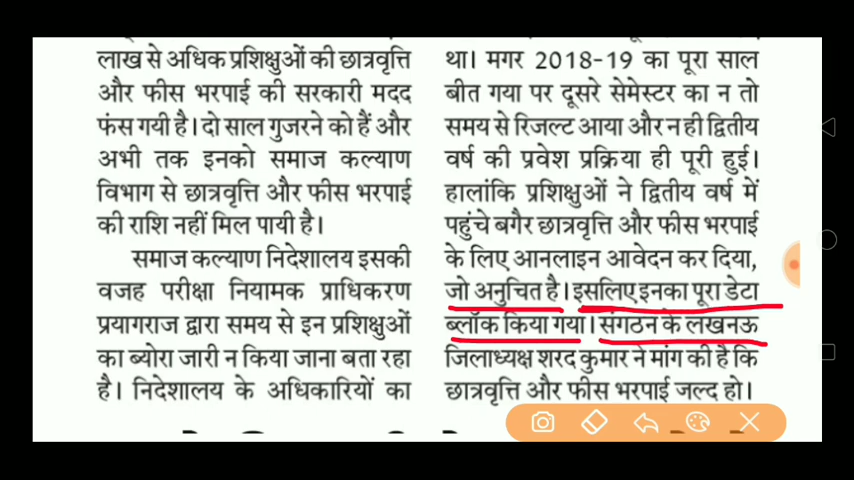 लाख से अधिक प्रशिक्षुओं की छात्रवृत्ति
और फीस भरपाई की सरकारी मदद
फंस गयी है। दो साल गुजरने को हैं और
अभी तक इनको समाज कल्याण
विभाग से छात्रवृत्ति और फीस भरपाई
की राशि नहीं मिल पायी है।
समाज कल्याण निदेशालय इसकी
वजह परीक्षा नियामक प्राधिकरण
प्रयागराज द्वारा समय से इन प्रशिक्षुओं
का ब्योरा जारी न किया जाना बता रहा
है। निदेशालय के अधिकारियों का
था। मगर 2018-19 का पूरा साल
बीत गया पर दूसरे सेमेस्टर का न तो
समय से रिजल्ट आया और न ही द्वितीय
वर्ष की प्रवेश प्रक्रिया ही पूरी हुई।
हालांकि प्रशिक्षुओं ने द्वितीय वर्ष में
पहुंचे बगैर छात्रवृत्ति और फीस भरपाई
के लिए आनलाइन आवेदन कर दिया,
जो अनुचित है। इसलिए इनका पूरा डेटा
ब्लॉक किया गया। संगठन के लखनऊ
जिलाध्यक्ष शरद कुमार ने मांग की है कि
छात्रवृत्ति और फीस भरपाई जल्द हो।